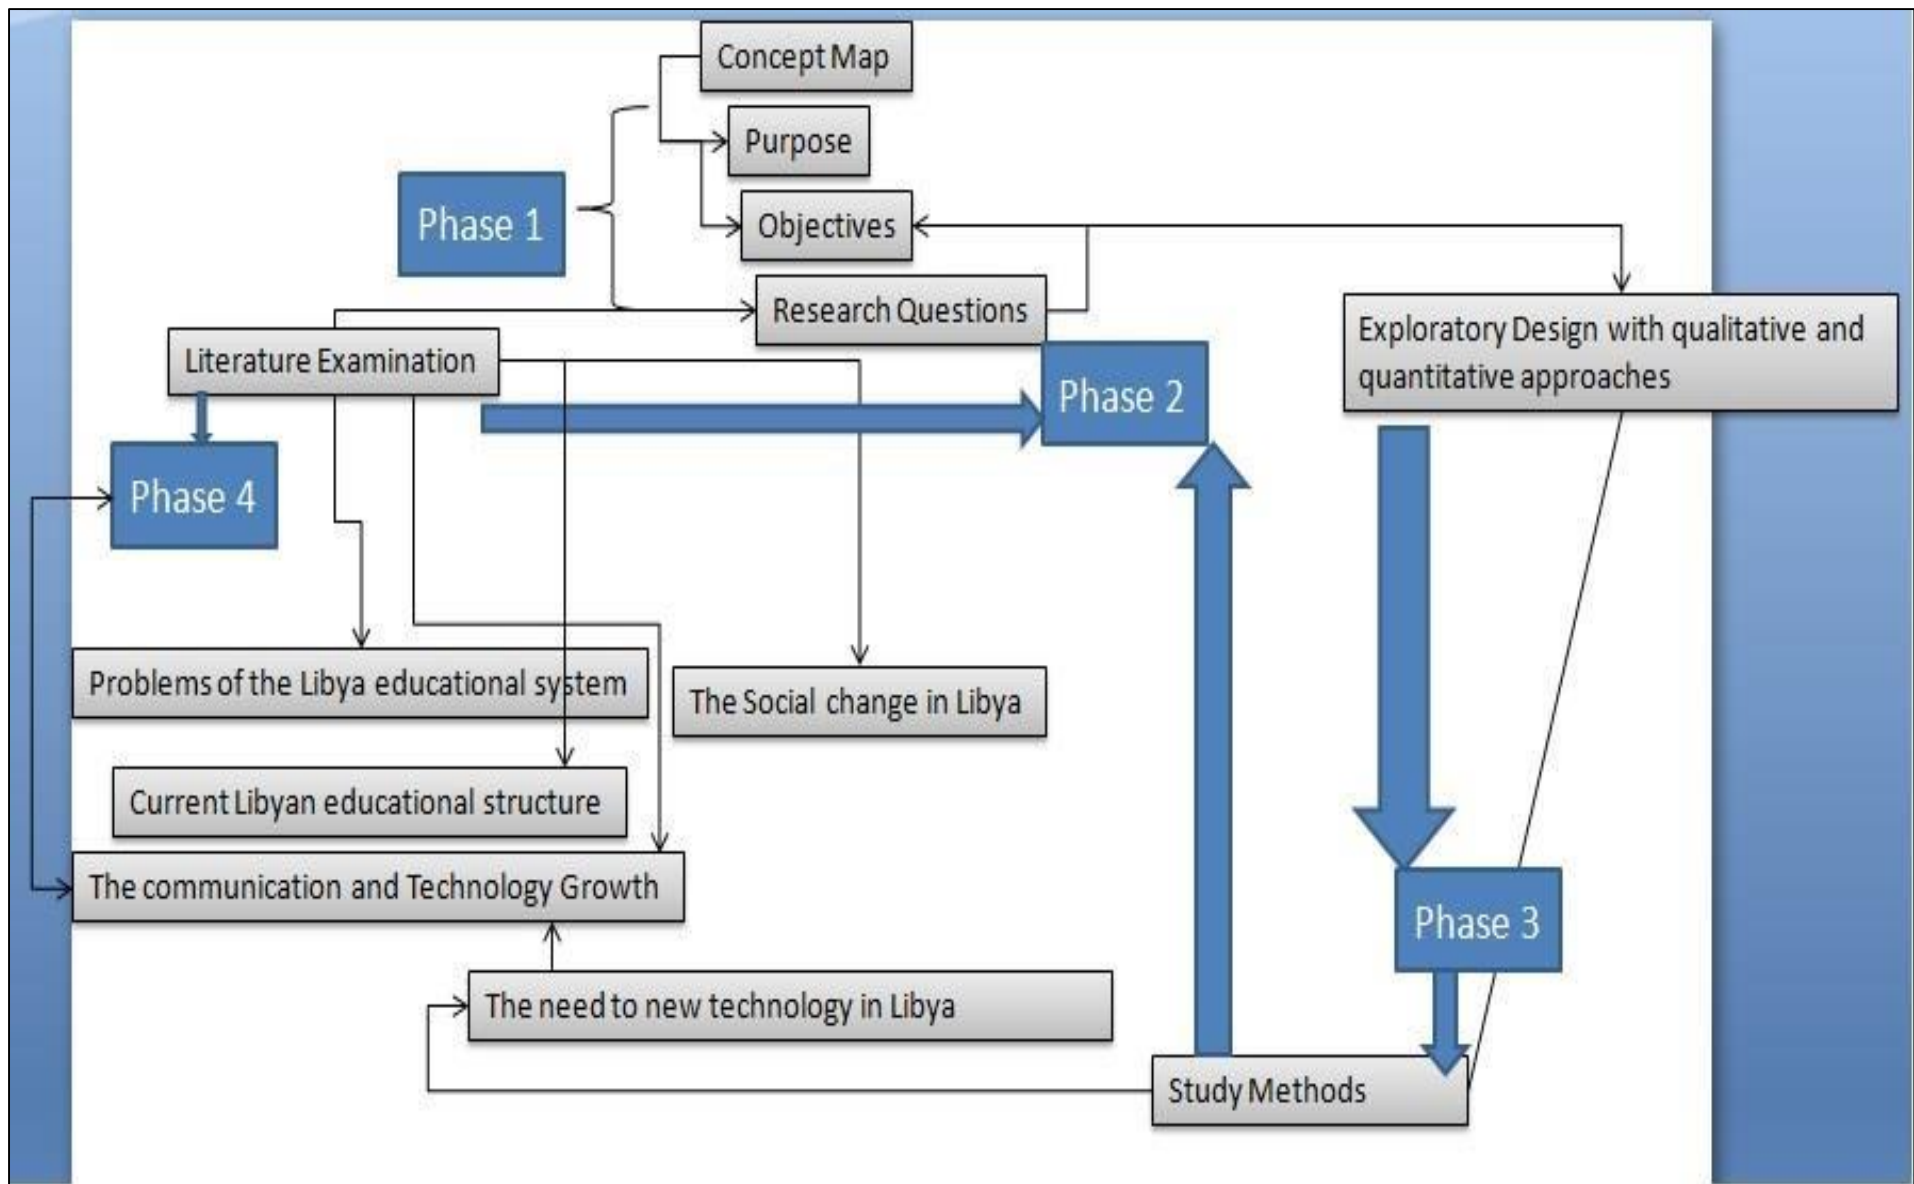 Concept Map
Purpose
Phase 1
Objectives
Research Questions
Literature Examination
Exploratory Design with qualitative and
quantitative approaches
Phase 2
Phase 4
Problems of the Libya educational system
The Social change in Libya
Current Libyan educational structure
The communication and Technology Growth
Phase 3
The need to new technology in Libya
Study Methods